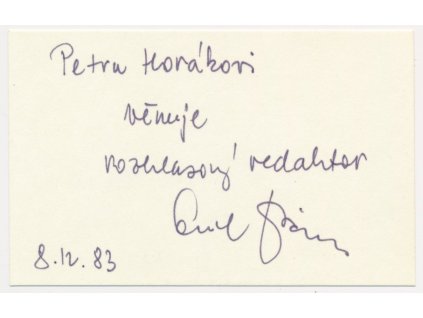 Petru Horákovi
věnuje
rozhlasový redaktor
8.12.83